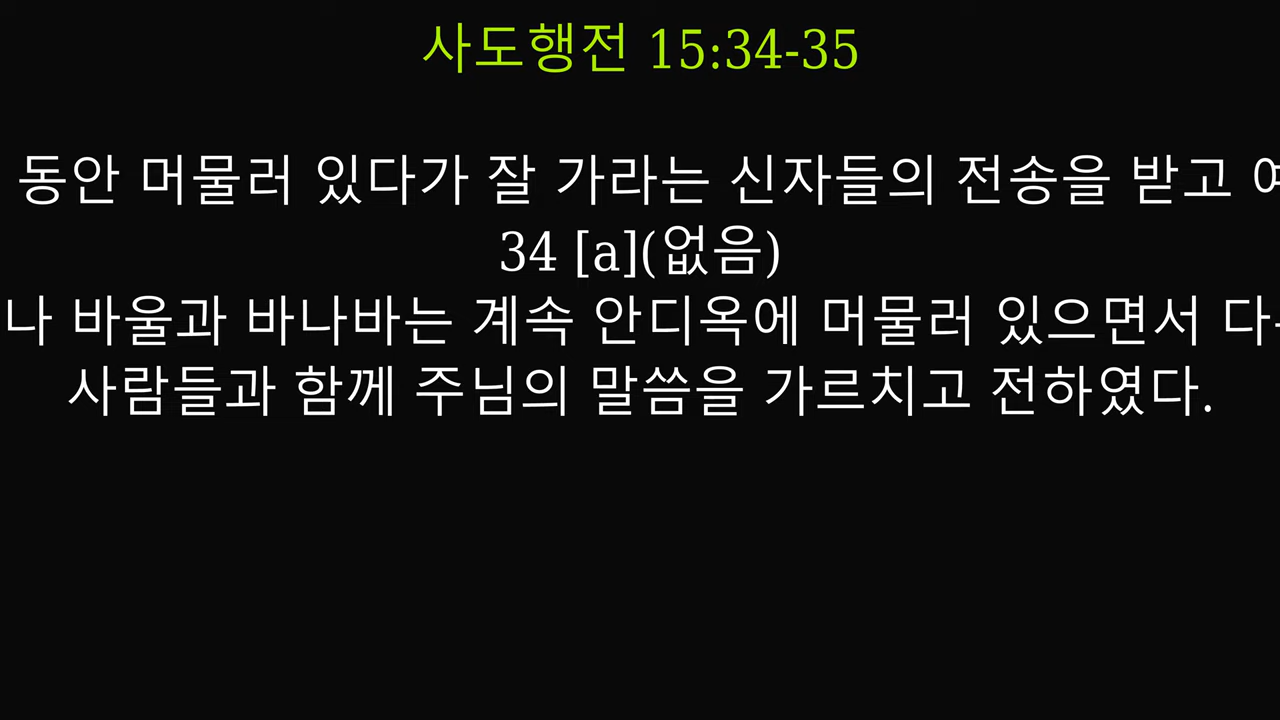 사도행전 15:34-35
동안 머물러 있다가 잘 가라는 신자들의 전송을 받고
34 [a](없음)
나 바울과 바나바는 계속 안디옥에 머물러 있으면서
사람들과 함께 주님의 말씀을 가르치고 전하였다.